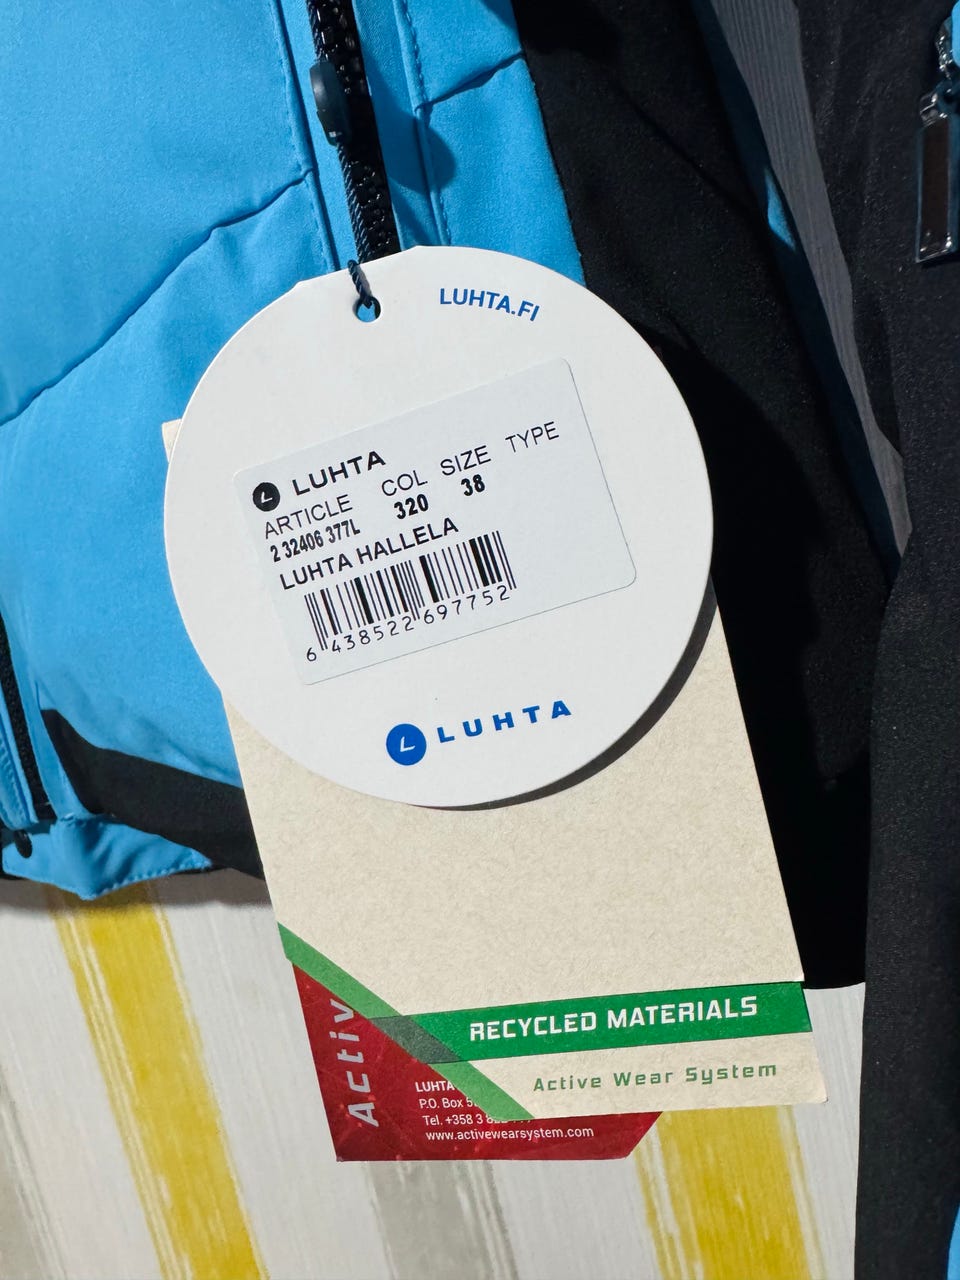 LUHTA.FI
LUHTA
ARTICLE COL SIZE TYPE
2 32406 377L 320 38
LUHTA HALLELA
6 438522 697752
LUHTA
RECYCLED MATERIALS
Active Wear System
Activ
LUHTA
P.O. Box
Tel. +358 3
www.activewearsystem.com